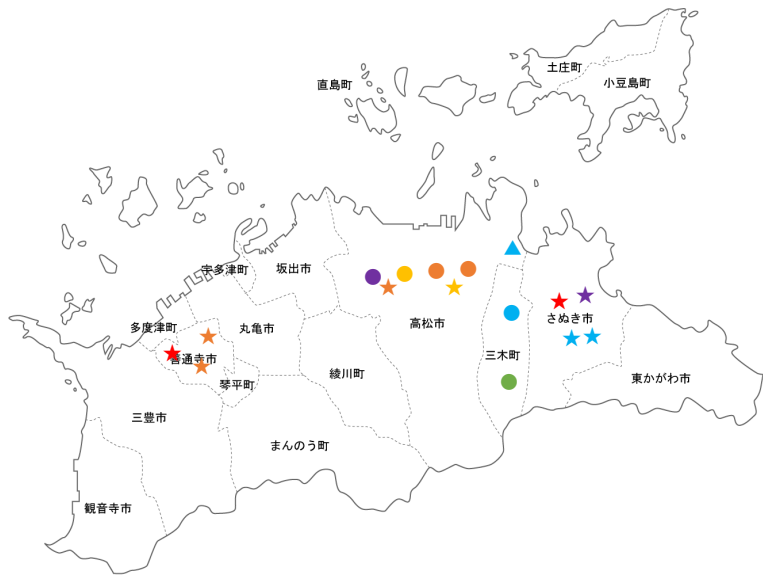 土庄町
小豆島町
直島町
宇多津町
坂出市
多度津町
丸亀市
高松市
さぬき市
善通寺市
三木町
琴平町
綾川町
東かがわ市
三豊市
まんのう町
観音寺市